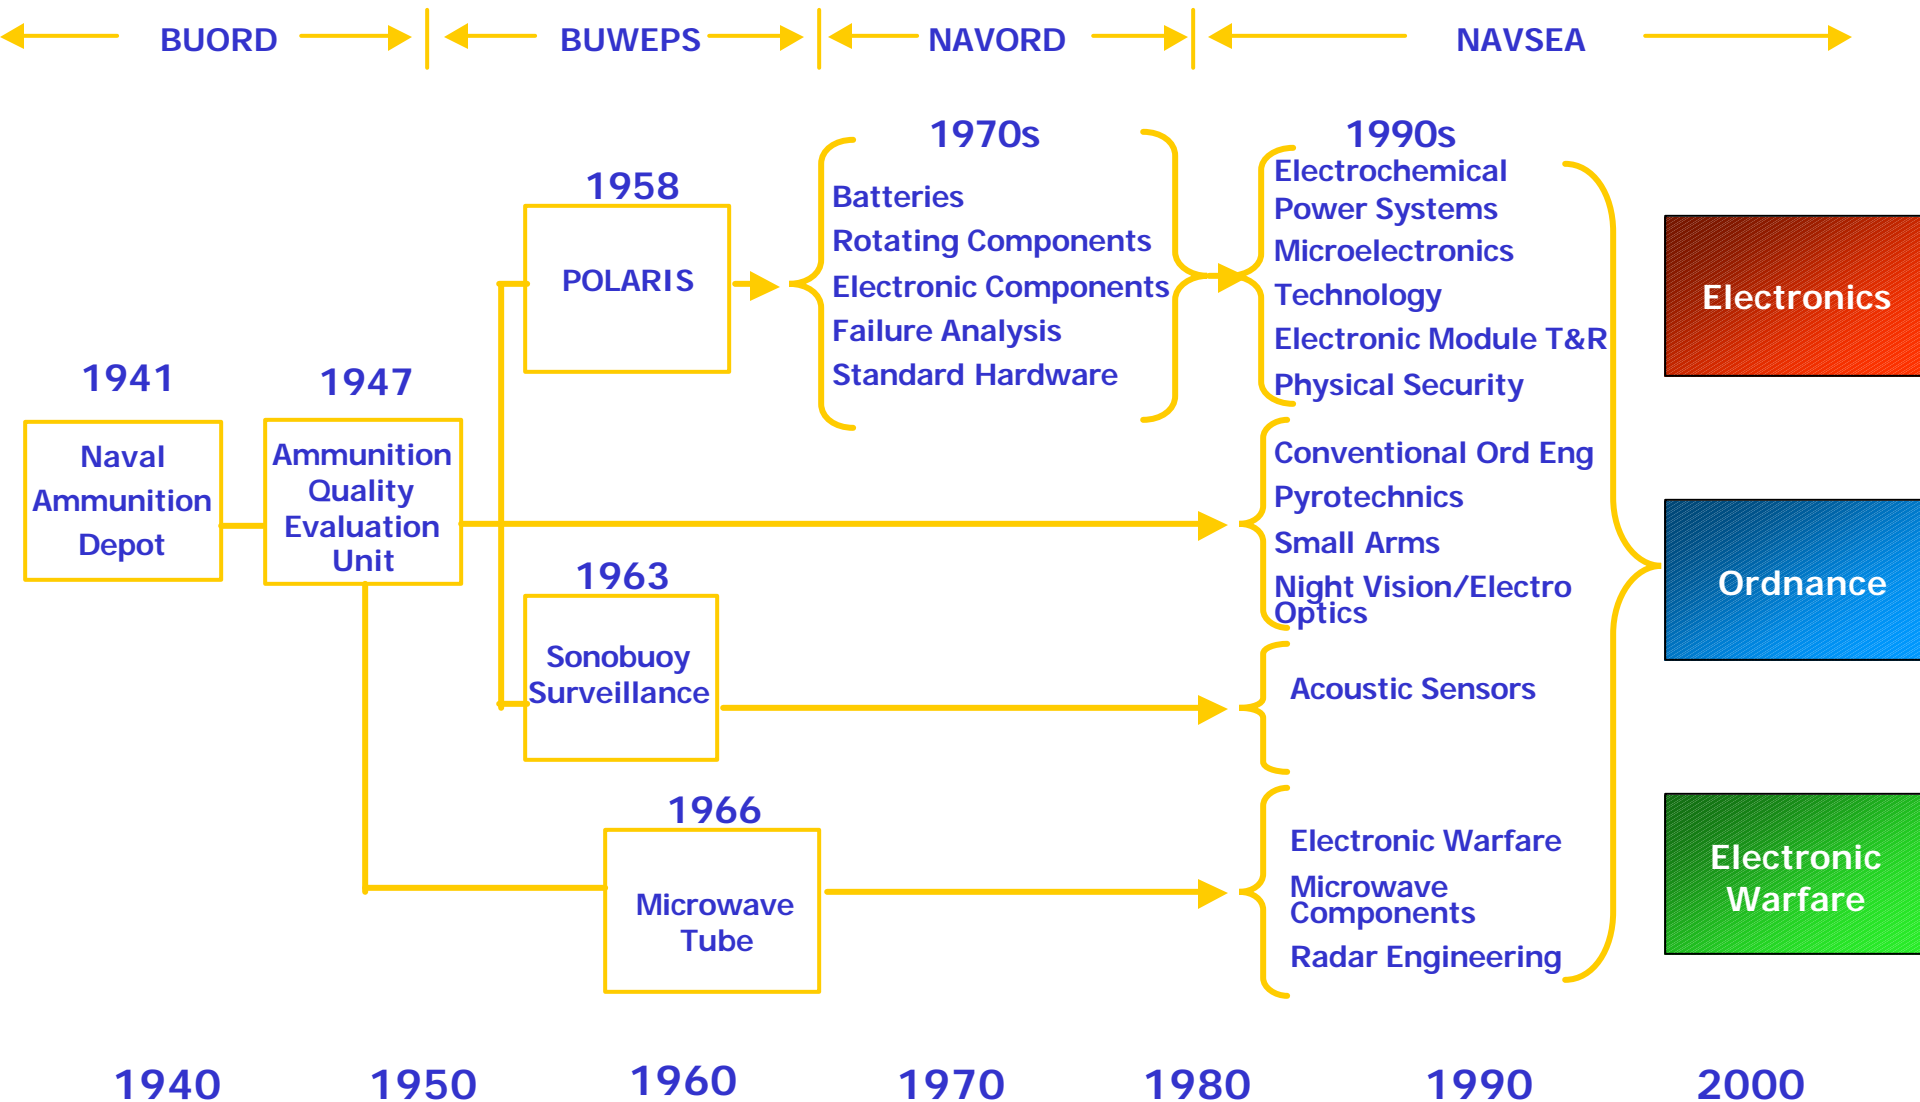 BUORD
BUWEPS
NAVORD
NAVSEA
1941
Naval
Ammunition
Depot
1947
Ammunition
Quality
Evaluation
Unit
1958
POLARIS
1963
Sonobuoy
Surveillance
1966
Microwave
Tube
1970s
Batteries
Rotating Components
Electronic Components
Failure Analysis
Standard Hardware
1990s
Electrochemical
Power Systems
Microelectronics
Technology
Electronic Module T&R
Physical Security
Conventional Ord Eng
Pyrotechnics
Small Arms
Night Vision/Electro
Optics
Acoustic Sensors
Electronic Warfare
Microwave
Components
Radar Engineering
Electronics
Ordnance
Electronic
Warfare
1940
1950
1960
1970
1980
1990
2000